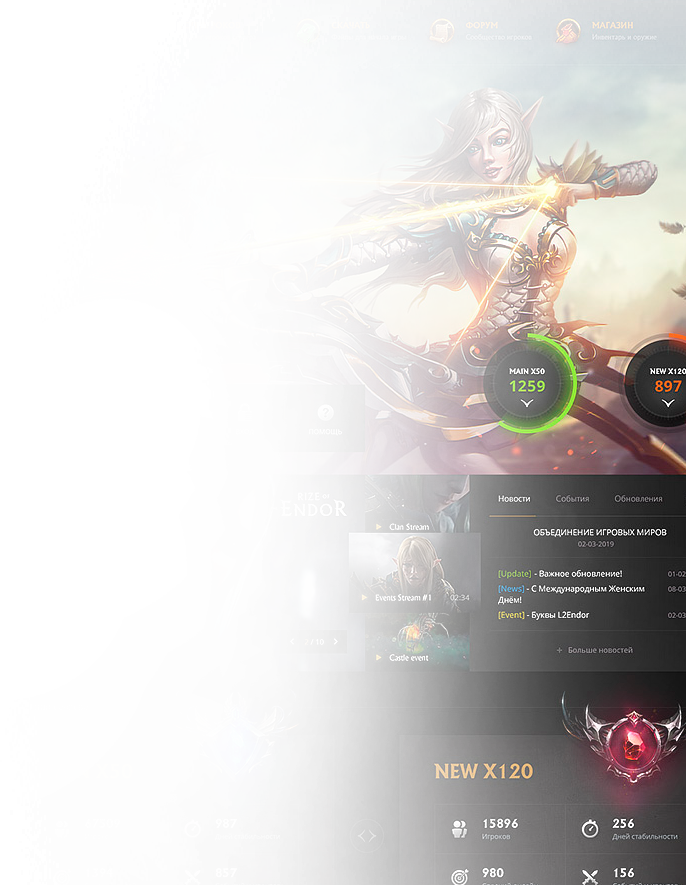 ФОРУМ
МАГАЗИН
Сообщество игроков
Инвентарь и оружие
MAIN X50
1259
NEW X120
897
RISE OF
ENDOR
Clan Stream
Events Stream #1
02:34
Castle event
Новости
События
Обновления
ОБЪЕДИНЕНИЕ ИГРОВЫХ МИРОВ
02-03-2019
[Update] - Важное обновление!
01-02
[News] - С Международным Женским
Днём!
08-03
[Event] - Буквы L2Endor
02-03
+ Больше новостей
NEW X120
15896
Игроков
256
Дней стабильности
980
156